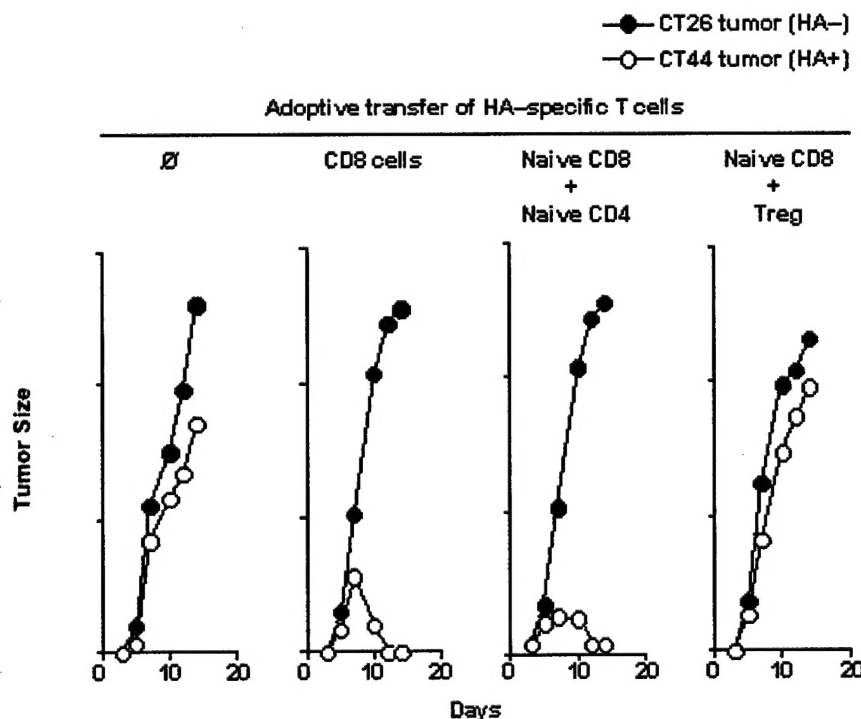 CT26 tumor (HA–)
CT44 tumor (HA+)
Adoptive transfer of HA–specific T cells
Ø
CD8 cells
Naive CD8
+
Naive CD4
Naive CD8
+
Treg
Tumor Size
0 10 20 0 10 20 0 10 20 0 10 20
Days